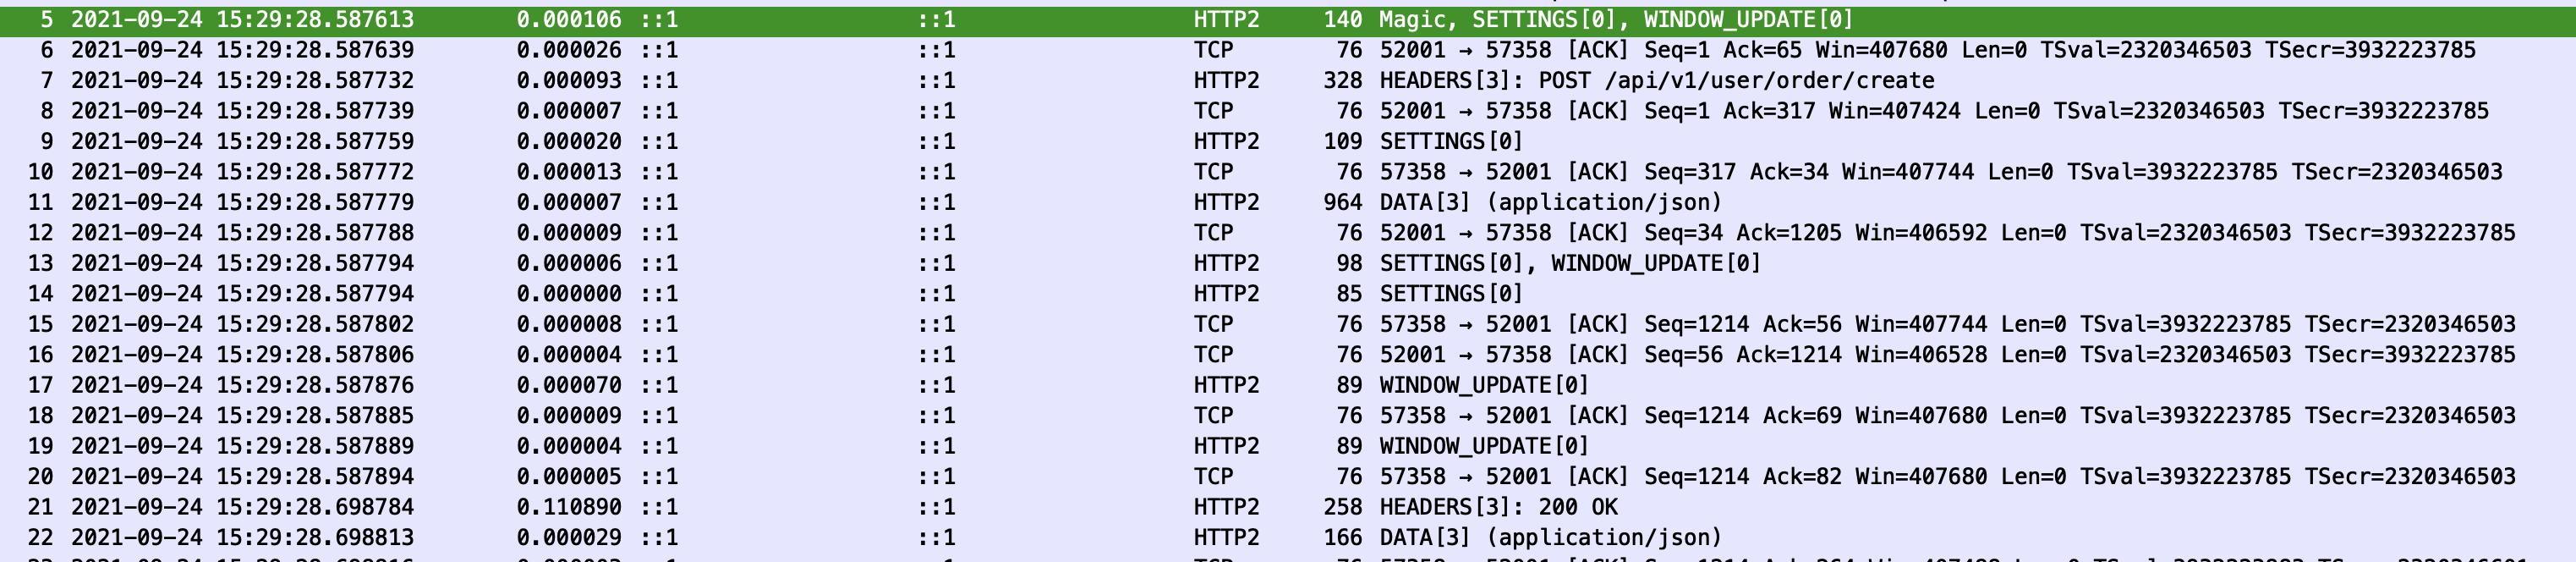 5 2021-09-24 15:29:28.587613 0.000106 ::1 ::1 HTTP2 140 Magic, SETTINGS[0], WINDOW_UPDATE[0]
6 2021-09-24 15:29:28.587639 0.000026 ::1 ::1 TCP 76 52001 → 57358 [ACK] Seq=1 Ack=65 Win=407680 Len=0 TSval=2320346503 TSecr=3932223785
7 2021-09-24 15:29:28.587732 0.000093 ::1 ::1 HTTP2 328 HEADERS[3]: POST /api/v1/user/order/create
8 2021-09-24 15:29:28.587739 0.000007 ::1 ::1 TCP 76 52001 → 57358 [ACK] Seq=1 Ack=317 Win=407424 Len=0 TSval=2320346503 TSecr=3932223785
9 2021-09-24 15:29:28.587759 0.000020 ::1 ::1 HTTP2 109 SETTINGS[0]
10 2021-09-24 15:29:28.587772 0.000013 ::1 ::1 TCP 76 57358 → 52001 [ACK] Seq=317 Ack=34 Win=407744 Len=0 TSval=3932223785 TSecr=2320346503
11 2021-09-24 15:29:28.587779 0.000007 ::1 ::1 HTTP2 964 DATA[3] (application/json)
12 2021-09-24 15:29:28.587788 0.000009 ::1 ::1 TCP 76 52001 → 57358 [ACK] Seq=34 Ack=1205 Win=406592 Len=0 TSval=2320346503 TSecr=3932223785
13 2021-09-24 15:29:28.587794 0.000006 ::1 ::1 HTTP2 98 SETTINGS[0], WINDOW_UPDATE[0]
14 2021-09-24 15:29:28.587794 0.000000 ::1 ::1 HTTP2 85 SETTINGS[0]
15 2021-09-24 15:29:28.587802 0.000008 ::1 ::1 TCP 76 57358 → 52001 [ACK] Seq=1214 Ack=56 Win=407744 Len=0 TSval=3932223785 TSecr=2320346503
16 2021-09-24 15:29:28.587806 0.000004 ::1 ::1 TCP 76 52001 → 57358 [ACK] Seq=56 Ack=1214 Win=406528 Len=0 TSval=2320346503 TSecr=3932223785
17 2021-09-24 15:29:28.587876 0.000070 ::1 ::1 HTTP2 89 WINDOW_UPDATE[0]
18 2021-09-24 15:29:28.587885 0.000009 ::1 ::1 TCP 76 57358 → 52001 [ACK] Seq=1214 Ack=69 Win=407680 Len=0 TSval=3932223785 TSecr=2320346503
19 2021-09-24 15:29:28.587889 0.000004 ::1 ::1 HTTP2 89 WINDOW_UPDATE[0]
20 2021-09-24 15:29:28.587894 0.000005 ::1 ::1 TCP 76 57358 → 52001 [ACK] Seq=1214 Ack=82 Win=407680 Len=0 TSval=3932223785 TSecr=2320346503
21 2021-09-24 15:29:28.698784 0.110890 ::1 ::1 HTTP2 258 HEADERS[3]: 200 OK
22 2021-09-24 15:29:28.698813 0.000029 ::1 ::1 HTTP2 166 DATA[3] (application/json)